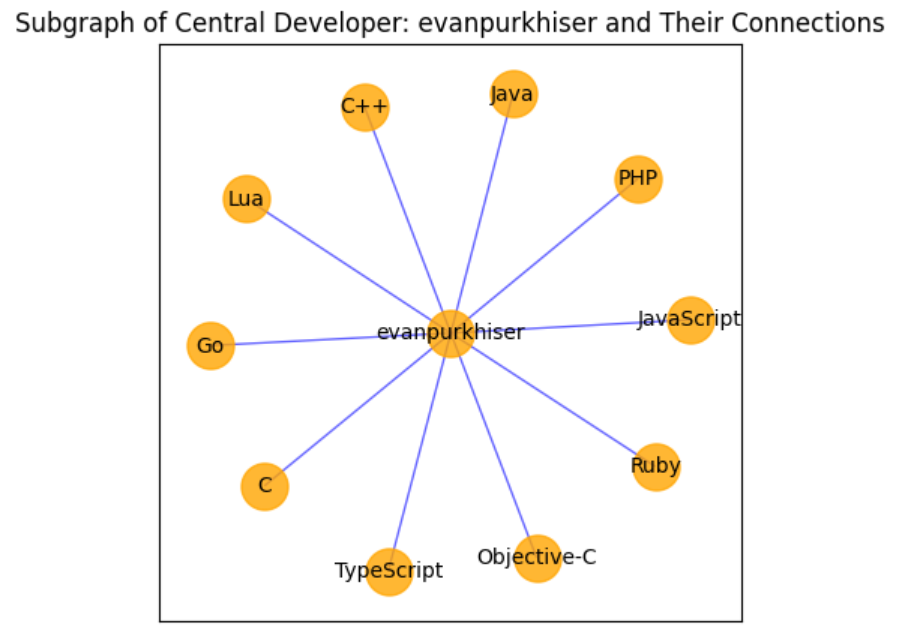 Subgraph of Central Developer: evanpurkhiser and Their Connections
Java
C++
PHP
Lua
JavaScript
evanpurkhiser
Go
Ruby
C
Objective-C
TypeScript